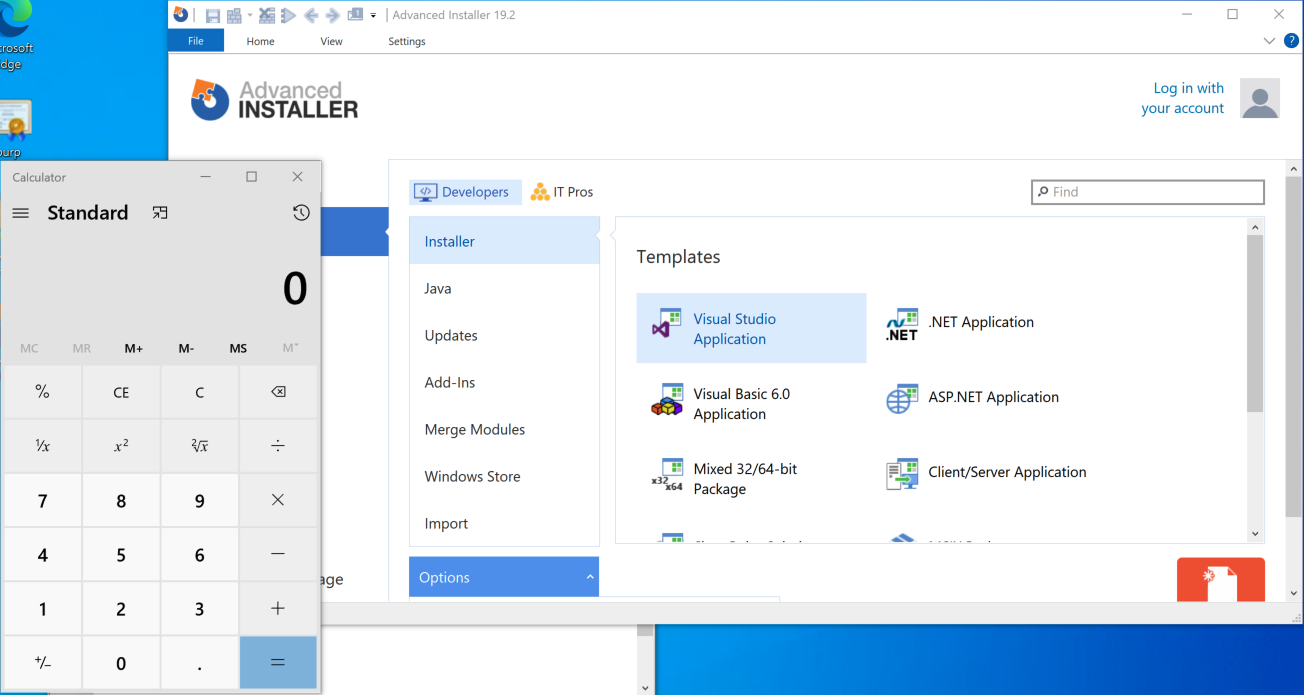 Advanced Installer 19.2
File Home View Settings
?
Advanced
INSTALLER
Log in with
your account
Developers
IT Pros
Find
Installer
Java
Updates
Add-Ins
Merge Modules
Windows Store
Import
Options
Templates
Visual Studio
Application
.NET
.NET Application
Visual Basic 6.0
Application
ASP.NET Application
x32
x64
Mixed 32/64-bit
Package
Client/Server Application
rosoft
dge
Calculator
Standard
0
MC MR M+ M- MS M˅
% CE C
¹/x x² ²√x ÷
7 8 9 ×
4 5 6 −
1 2 3 +
+/− 0 . =
age